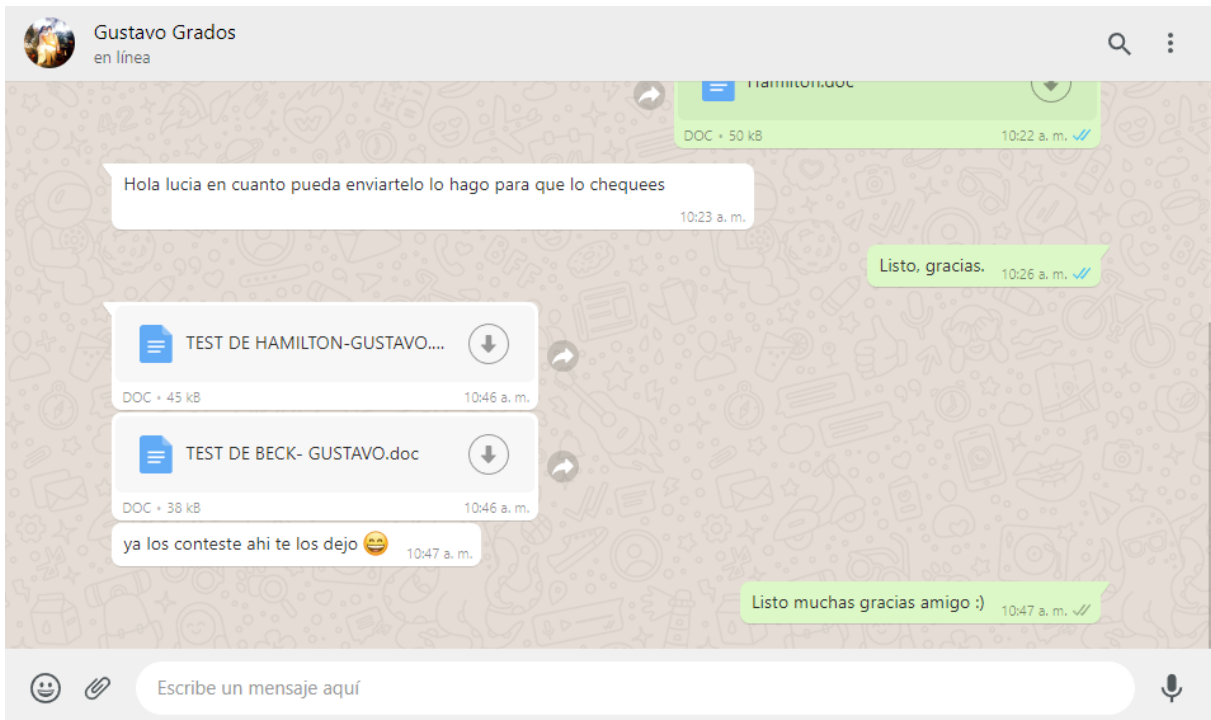 Gustavo Grados
en línea
Hamilton.doc
DOC • 50 kB 10:22 a. m.
Hola lucia en cuanto pueda enviartelo lo hago para que lo chequees
10:23 a. m.
Listo, gracias. 10:26 a. m.
TEST DE HAMILTON-GUSTAVO....
DOC • 45 kB 10:46 a. m.
TEST DE BECK- GUSTAVO.doc
DOC • 38 kB 10:46 a. m.
ya los conteste ahi te los dejo 😄 10:47 a. m.
Listo muchas gracias amigo :) 10:47 a. m.
Escribe un mensaje aquí